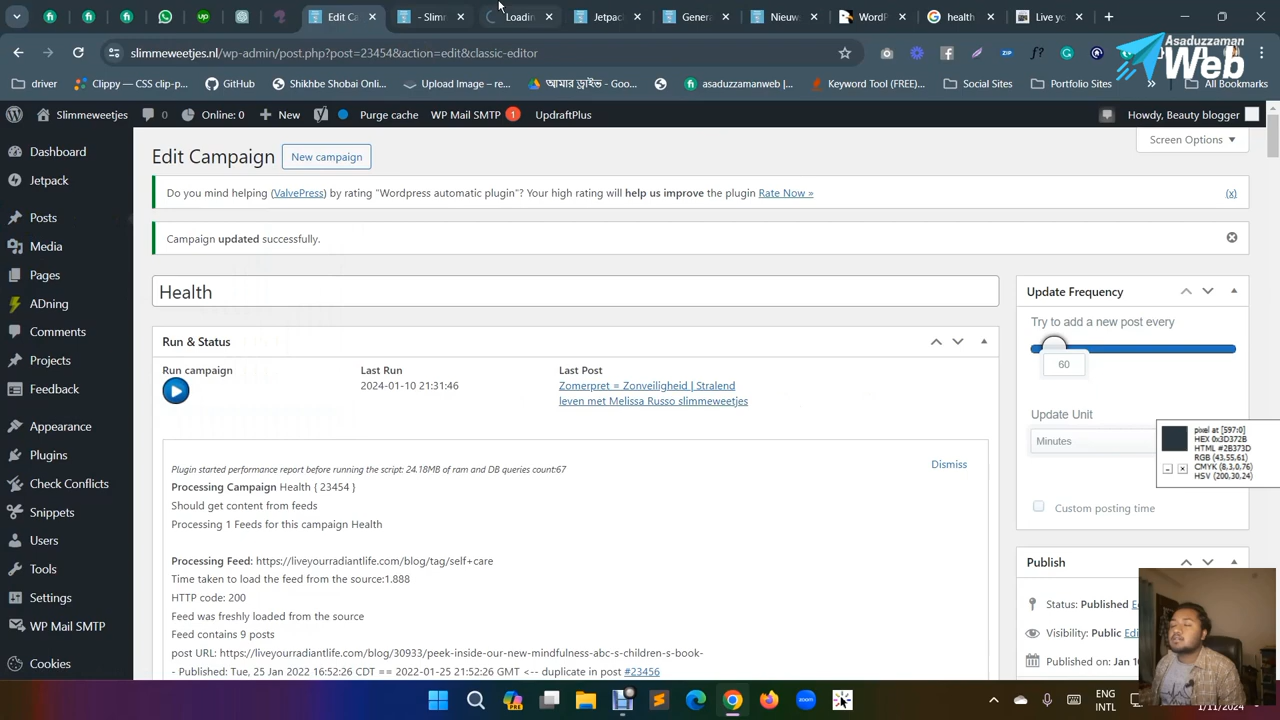 Edit Ca
- Slimr
Loadin
Jetpac
Genera
Nieuw
WordF
health
Live yo
slimmeweetjes.nl/wp-admin/post.php?post=23454&action=edit&classic-editor
Asaduzzaman
Web
driver
Clippy — CSS clip-p...
GitHub
Shikhbe Shobai Onli...
Upload Invoices – re...
আমার ড্রাইভ - Goo...
asaduzzamanweb |...
Keyword Tool (FREE)...
Social Sites
Portfolio Sites
All Bookmarks
Slimmeweetjes
0
Online: 0
New
Purge cache
WP Mail SMTP 1
UpdraftPlus
Howdy, Beauty blogger
Dashboard
Jetpack
Posts
Media
Pages
ADning
Comments
Projects
Feedback
Appearance
Plugins
Check Conflicts
Snippets
Users
Tools
Settings
WP Mail SMTP
Cookies
Edit Campaign
New campaign
Screen Options
Do you mind helping (ValvePress) by rating "Wordpress automatic plugin"? Your high rating will help us improve the plugin Rate Now »
(x)
Campaign updated successfully.
Health
Run & Status
Run campaign
Last Run
2024-01-10 21:31:46
Last Post
Zomerpret = Zonveiligheid | Stralend
leven met Melissa Russo slimmeweetjes
Plugin started performance report before running the script: 24.18MB of ram and DB queries count:67
Dismiss
Processing Campaign Health { 23454 }
Should get content from feeds
Processing 1 Feeds for this campaign Health
Processing Feed: https://liveyourradiantlife.com/blog/tag/self+care
Time taken to load the feed from the source:1.888
HTTP code: 200
Feed was freshly loaded from the source
Feed contains 9 posts
post URL: https://liveyourradiantlife.com/blog/30933/peek-inside-our-new-mindfulness-abc-s-children-s-book-
- Published: Tue, 25 Jan 2022 16:52:26 CDT == 2022-01-25 21:52:26 GMT <-- duplicate in post #23456
Update Frequency
Try to add a new post every
60
Update Unit
Minutes
Custom posting time
pixel at [597:0]
HEX 0x3D372B
HTML #2B373D
RGB (43,55,61)
CMYK (8,3,0,76)
HSV (200,30,24)
Publish
Status: Published
Visibility: Public
Published on: Jan 1
ENG
INTL
1/11/2024